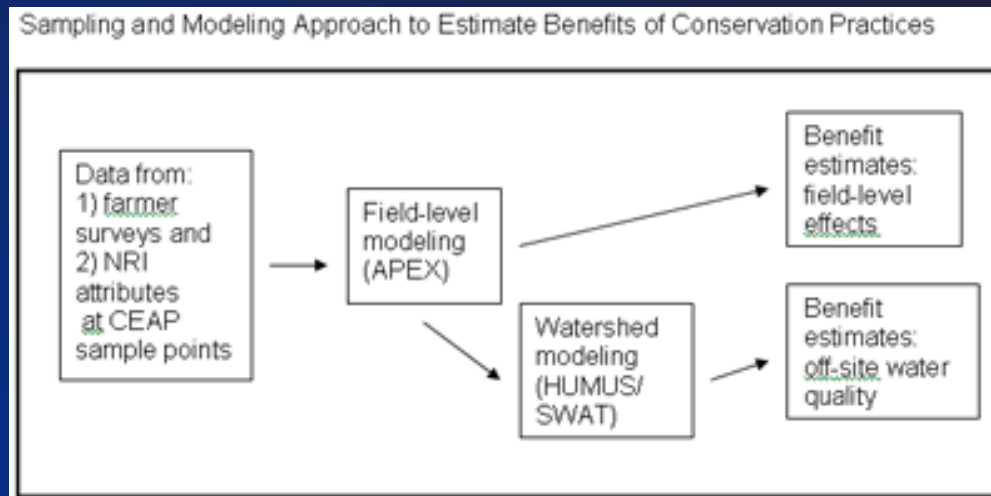 Sampling and Modeling Approach to Estimate Benefits of Conservation Practices
Data from:
1) farmer
surveys and
2) NRI
attributes
at CEAP
sample points
Field-level
modeling
(APEX)
Watershed
modeling
(HUMUS/
SWAT)
Benefit
estimates:
field-level
effects
Benefit
estimates:
off-site water
quality